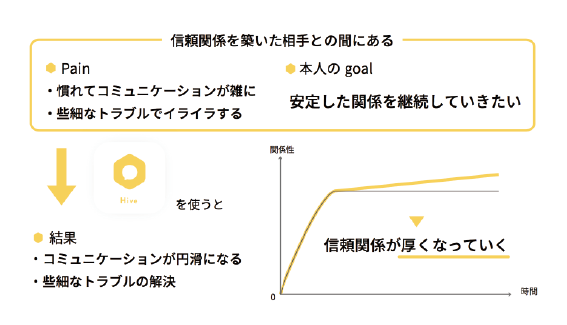 信頼関係を築いた相手との間にある
Pain
・慣れてコミュニケーションが雑に
・些細なトラブルでイライラする
本人の goal
安定した関係を継続していきたい
Hive
を使うと
結果
・コミュニケーションが円滑になる
・些細なトラブルの解決
関係性
信頼関係が厚くなっていく
0
時間